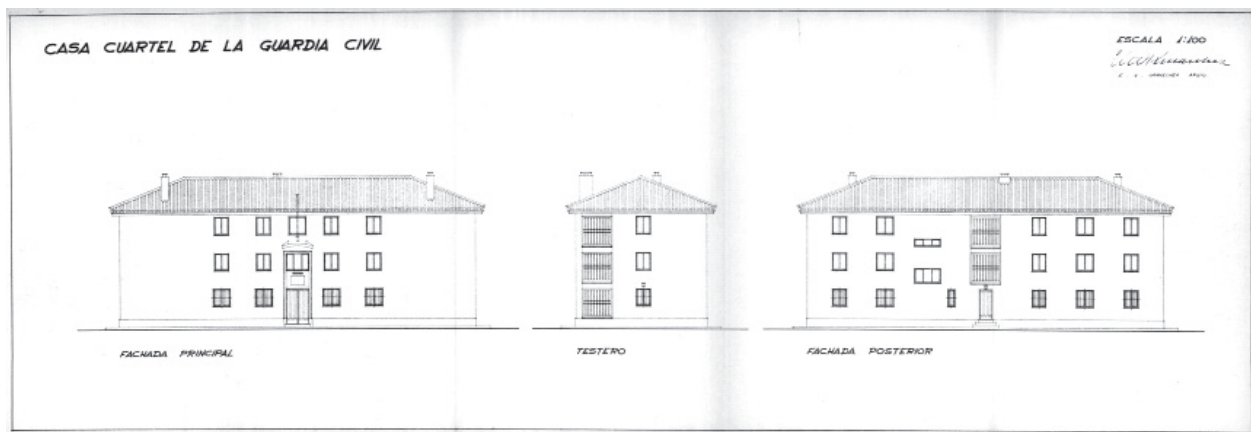 CASA CUARTEL DE LA GUARDIA CIVIL
ESCALA 1:100
FACHADA PRINCIPAL
TESTERO
FACHADA POSTERIOR